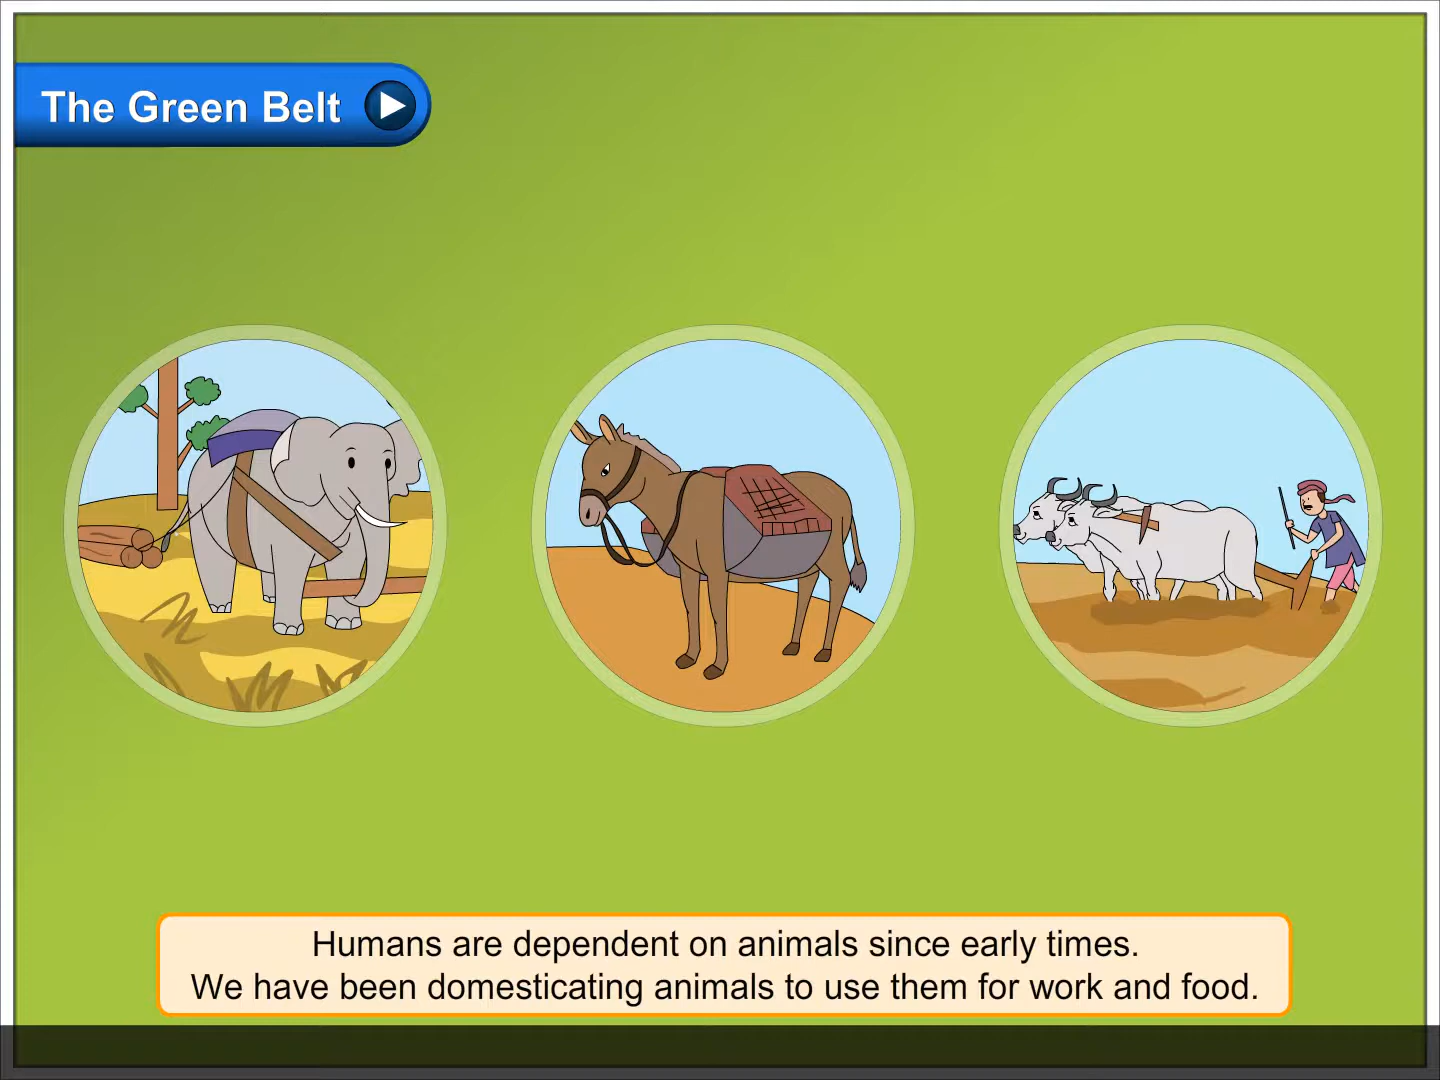 The Green Belt
Humans are dependent on animals since early times.
We have been domesticating animals to use them for work and food.